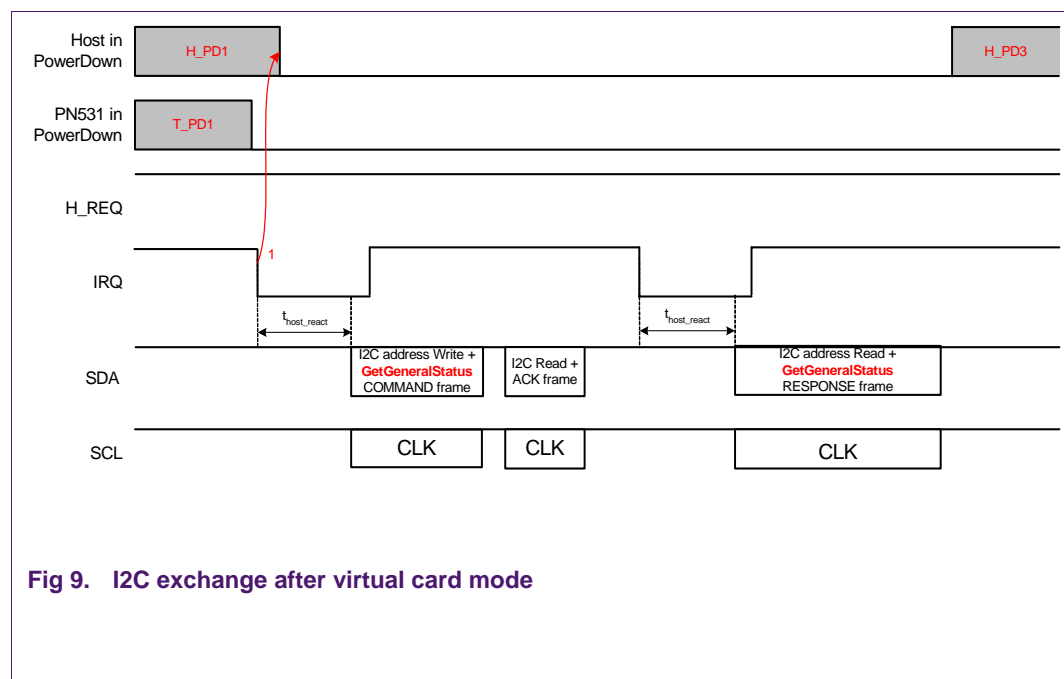 Host in
PowerDown
H_PD1
H_PD3
PN531 in
PowerDown
T_PD1
H_REQ
1
IRQ
thost_react
thost_react
SDA
I2C address Write +
GetGeneralStatus
COMMAND frame
I2C Read +
ACK frame
I2C address Read +
GetGeneralStatus
RESPONSE frame
SCL
CLK
CLK
CLK
Fig 9. I2C exchange after virtual card mode